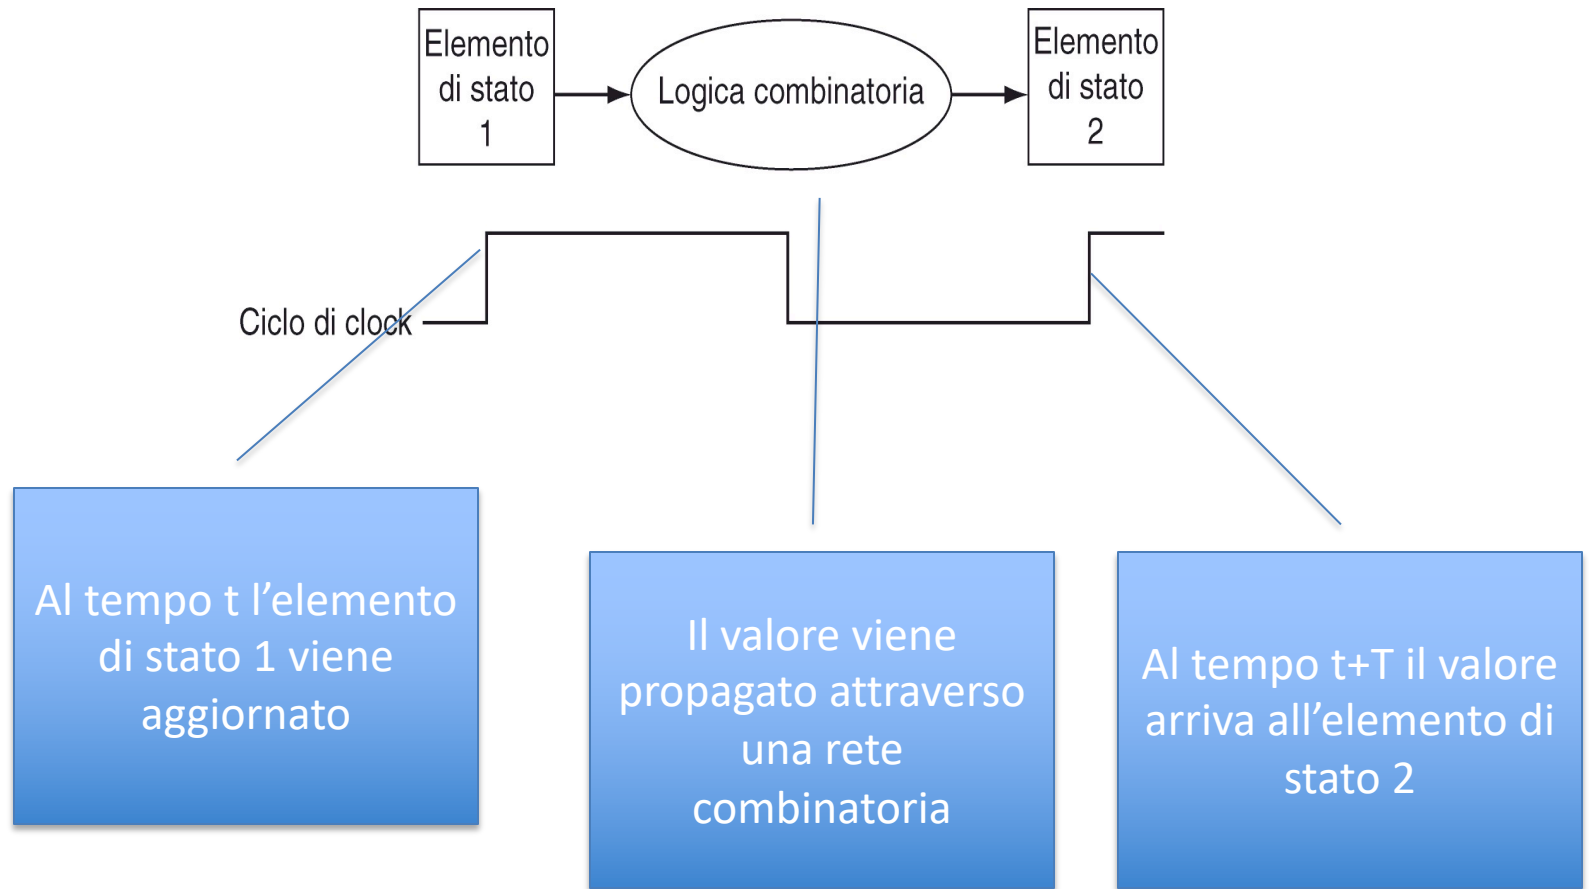 Elemento
di stato
1
Logica combinatoria
Elemento
di stato
2
Ciclo di clock
Al tempo t l’elemento
di stato 1 viene
aggiornato
Il valore viene
propagato attraverso
una rete
combinatoria
Al tempo t+T il valore
arriva all’elemento di
stato 2